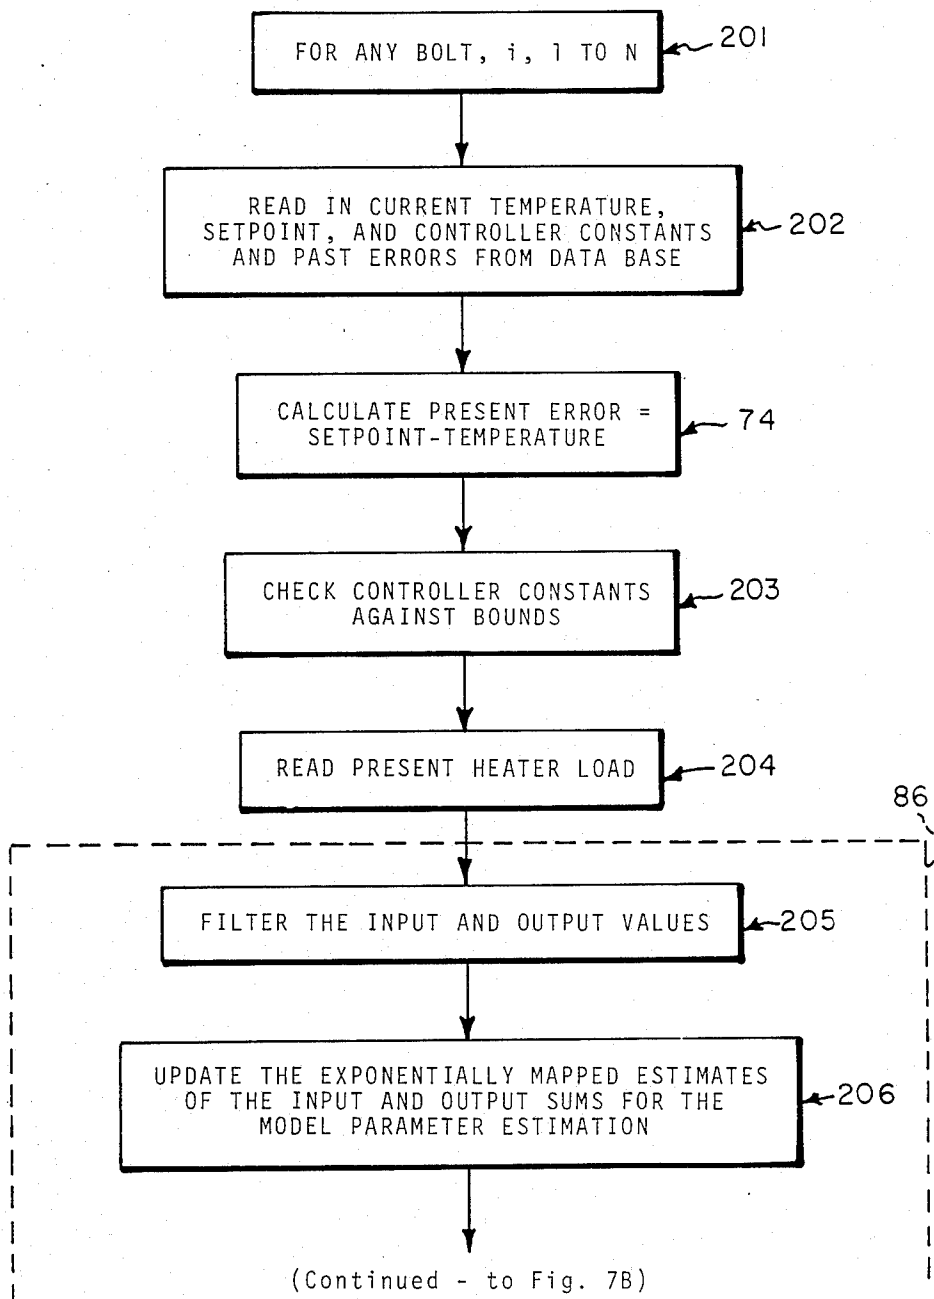 FOR ANY BOLT, i, 1 TO N
201
READ IN CURRENT TEMPERATURE,
SETPOINT, AND CONTROLLER CONSTANTS
AND PAST ERRORS FROM DATA BASE
202
CALCULATE PRESENT ERROR =
SETPOINT-TEMPERATURE
74
CHECK CONTROLLER CONSTANTS
AGAINST BOUNDS
203
READ PRESENT HEATER LOAD
204
86
FILTER THE INPUT AND OUTPUT VALUES
205
UPDATE THE EXPONENTIALLY MAPPED ESTIMATES
OF THE INPUT AND OUTPUT SUMS FOR THE
MODEL PARAMETER ESTIMATION
206
(Continued - to Fig. 7B)